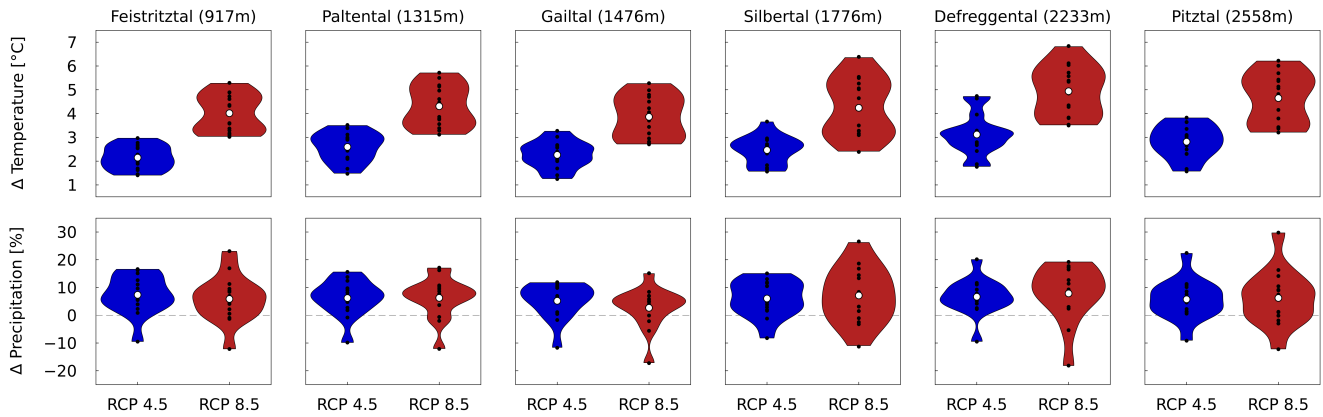 Feistritztal (917m)
Paltental (1315m)
Gailtal (1476m)
Silbertal (1776m)
Defreggental (2233m)
Pitztal (2558m)
Δ Temperature [°C]
7
6
5
4
3
2
1
Δ Precipitation [%]
30
20
10
0
−10
−20
RCP 4.5 RCP 8.5
RCP 4.5 RCP 8.5
RCP 4.5 RCP 8.5
RCP 4.5 RCP 8.5
RCP 4.5 RCP 8.5
RCP 4.5 RCP 8.5